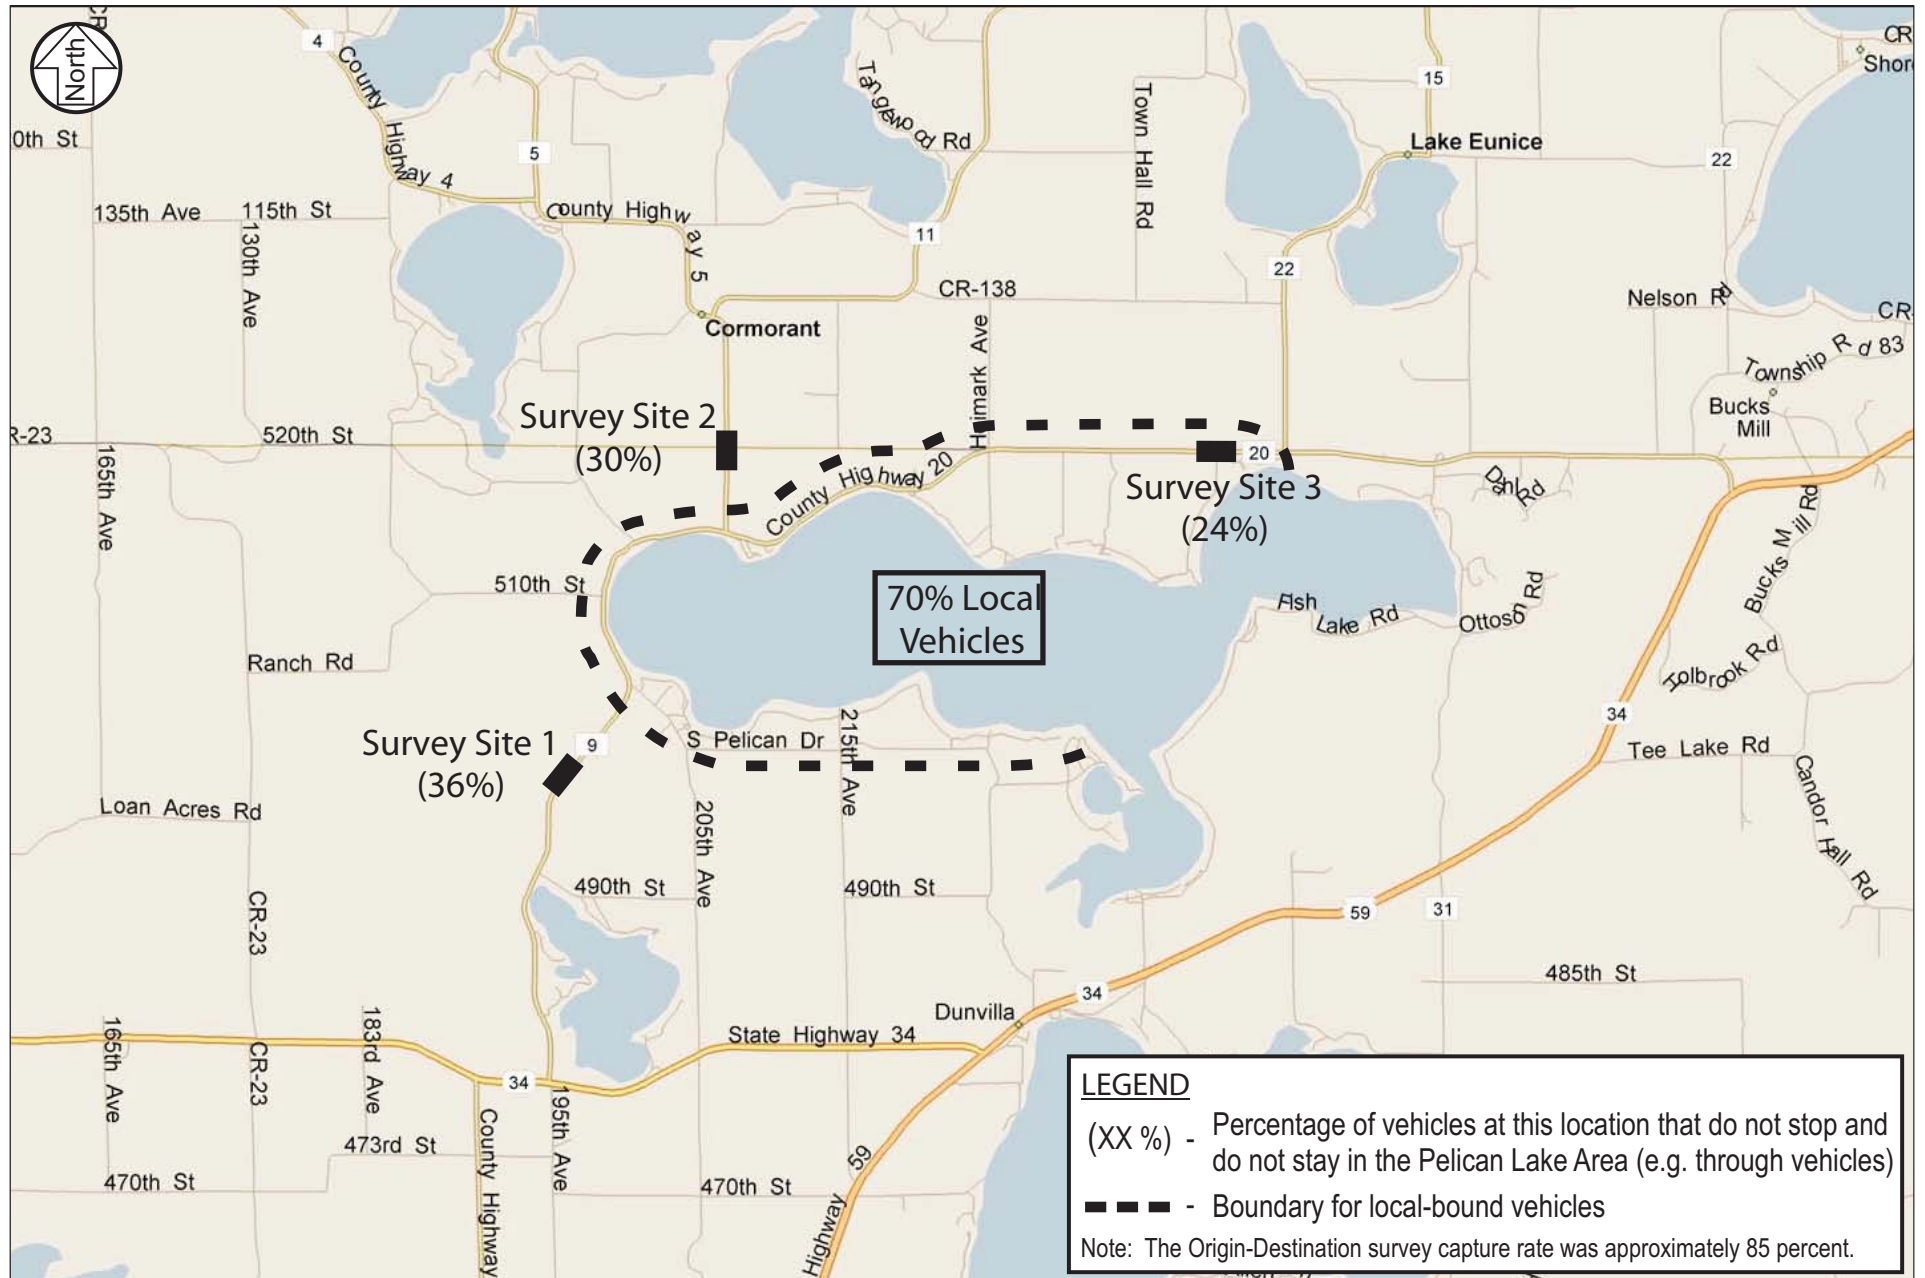 North
CR
4
County Highway 4
5
Tanglewood Rd
Town Hall Rd
15
CR
Shor
0th St
Lake Eunice
22
135th Ave
115th St
130th Ave
County Highway 5
11
22
CR-138
Nelson Rd
CR
Cormorant
Township Rd 83
Bucks
Mill
Survey Site 2
(30%)
R-23
520th St
165th Ave
Hiimark Ave
20
County Highway 20
Survey Site 3
(24%)
Dahl Rd
Bucks Mill Rd
510th St
70% Local
Vehicles
Fish Lake Rd
Ottoson Rd
Ranch Rd
Holbrook Rd
34
Survey Site 1
(36%)
9
S Pelican Dr
215th Ave
Tee Lake Rd
Candor Hall Rd
Loan Acres Rd
205th Ave
490th St
490th St
CR-23
59
31
485th St
34
Dunvilla
State Highway 34
165th Ave
CR-23
183rd Ave
34
195th Ave
County Highway
473rd St
470th St
470th St
59
Highway
LEGEND
(XX %) - Percentage of vehicles at this location that do not stop and
do not stay in the Pelican Lake Area (e.g. through vehicles)
- Boundary for local-bound vehicles
Note: The Origin-Destination survey capture rate was approximately 85 percent.